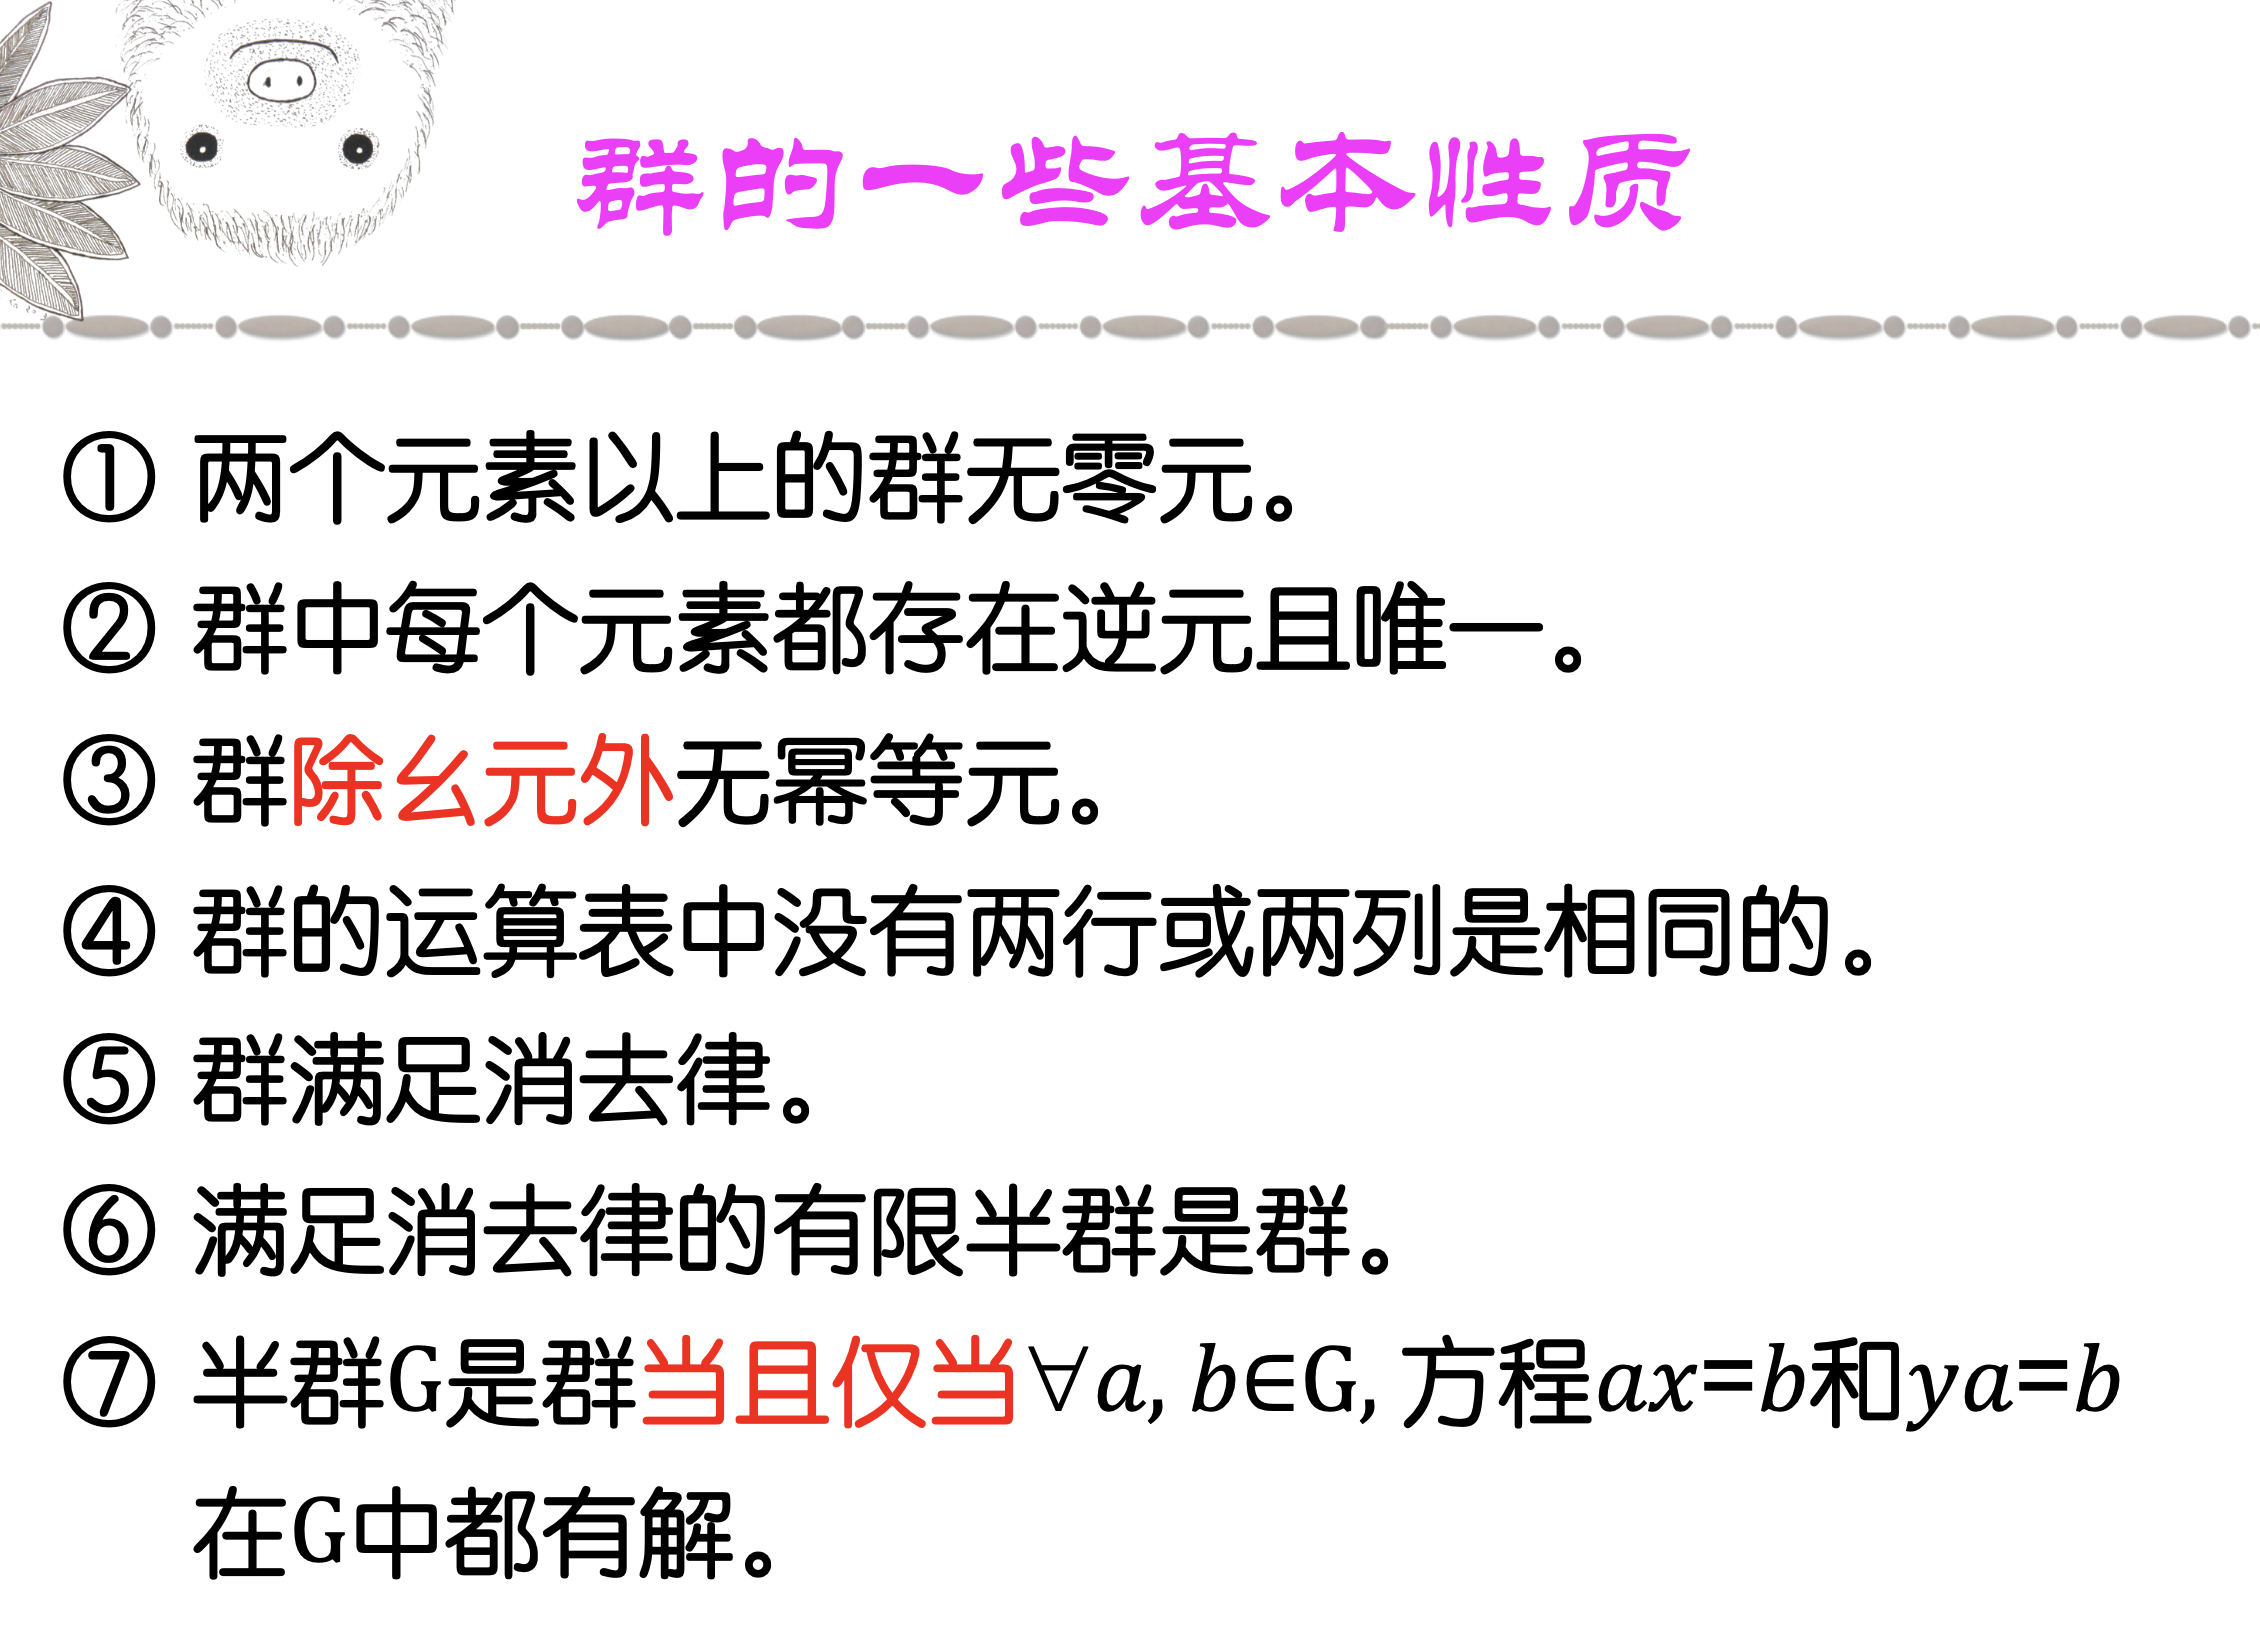 群的一些基本性质
① 两个元素以上的群无零元。
② 群中每个元素都存在逆元且唯一。
③ 群除幺元外无幂等元。
④ 群的运算表中没有两行或两列是相同的。
⑤ 群满足消去律。
⑥ 满足消去律的有限半群是群。
⑦ 半群G是群当且仅当∀a, b∈G, 方程ax=b和ya=b
在G中都有解。